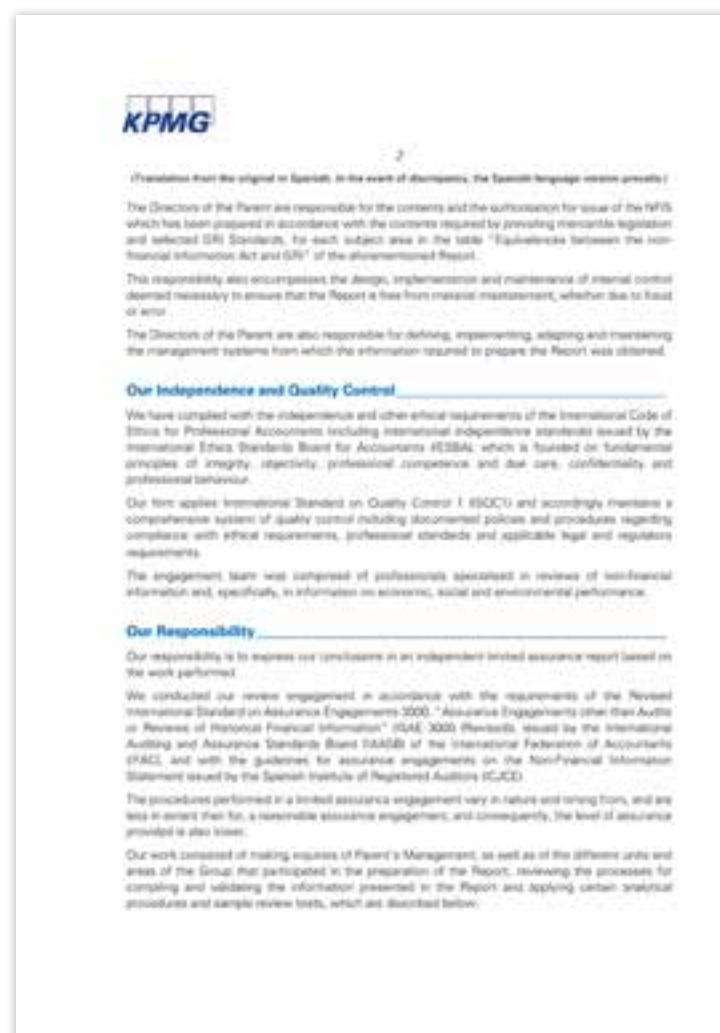 KPMG
2
(Translation from the original in Spanish. In the event of discrepancy, the Spanish-language version prevails.)
The Directors of the Parent are responsible for the contents and the authorisation for issue of the NFIS
which has been prepared in accordance with the contents required by prevailing mercantile legislation
and selected GRI Standards, for each subject area in the table "Equivalences between the non-
financial information Act and GRI" of the aforementioned Report.
This responsibility also encompasses the design, implementation and maintenance of internal control
deemed necessary to ensure that the Report is free from material misstatement, whether due to fraud
or error.
The Directors of the Parent are also responsible for defining, implementing, adapting and maintaining
the management systems from which the information required to prepare the Report was obtained.
Our Independence and Quality Control
We have complied with the independence and other ethical requirements of the International Code of
Ethics for Professional Accountants (including international independence standards) issued by the
International Ethics Standards Board for Accountants (IESBA), which is founded on fundamental
principles of integrity, objectivity, professional competence and due care, confidentiality and
professional behaviour.
Our firm applies International Standard on Quality Control 1 (ISQC1) and accordingly maintains a
comprehensive system of quality control including documented policies and procedures regarding
compliance with ethical requirements, professional standards and applicable legal and regulatory
requirements.
The engagement team was comprised of professionals specialised in reviews of non-financial
information and, specifically, in information on economic, social and environmental performance.
Our Responsibility
Our responsibility is to express our conclusions in an independent limited assurance report based on
the work performed.
We conducted our review engagement in accordance with the requirements of the Revised
International Standard on Assurance Engagements 3000, "Assurance Engagements other than Audits
or Reviews of Historical Financial Information" (ISAE 3000 (Revised)), issued by the International
Auditing and Assurance Standards Board (IAASB) of the International Federation of Accountants
(IFAC), and with the guidelines for assurance engagements on the Non-Financial Information
Statement issued by the Spanish Institute of Registered Auditors (ICJCE).
The procedures performed in a limited assurance engagement vary in nature and timing from, and are
less in extent than for, a reasonable assurance engagement, and consequently, the level of assurance
provided is also lower.
Our work consisted of making enquiries of Parent's Management, as well as of the different units and
areas of the Group that participated in the preparation of the Report, reviewing the processes for
compiling and validating the information presented in the Report and applying certain analytical
procedures and sample review tests, which are described below: